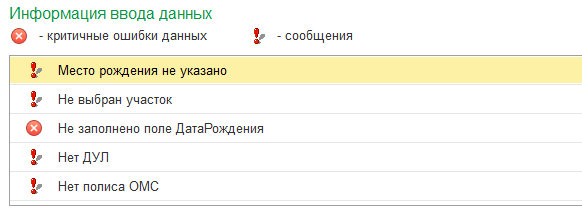 Информация ввода данных
- критичные ошибки данных - сообщения
Место рождения не указано
Не выбран участок
Не заполнено поле ДатаРождения
Нет ДУЛ
Нет полиса ОМС